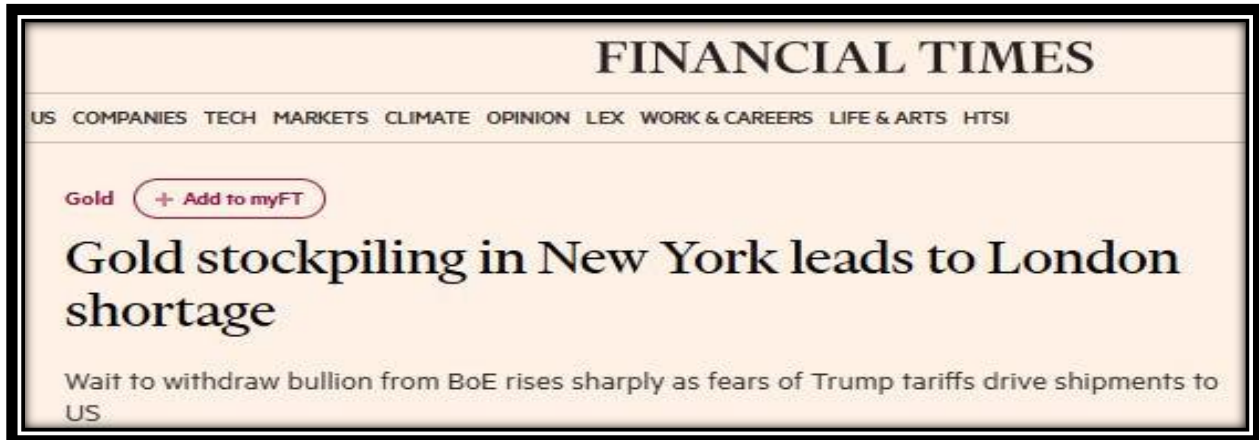 FINANCIAL TIMES
US COMPANIES TECH MARKETS CLIMATE OPINION LEX WORK & CAREERS LIFE & ARTS HTSI
Gold + Add to myFT
Gold stockpiling in New York leads to London
shortage
Wait to withdraw bullion from BoE rises sharply as fears of Trump tariffs drive shipments to
US